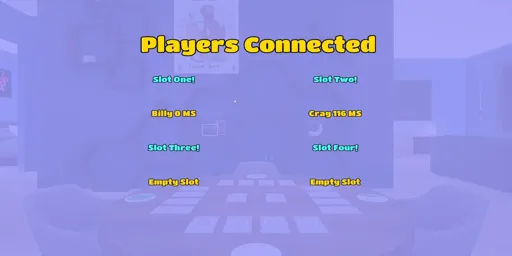 Players Connected
Slot One!
Slot Two!
Billy 0 MS
Crag 116 MS
Slot Three!
Slot Four!
Empty Slot
Empty Slot